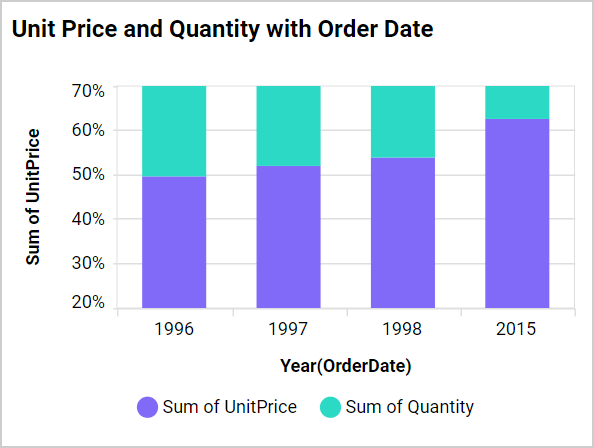 Unit Price and Quantity with Order Date
Sum of UnitPrice
70%
60%
50%
40%
30%
20%
1996 1997 1998 2015
Year(OrderDate)
Sum of UnitPrice Sum of Quantity